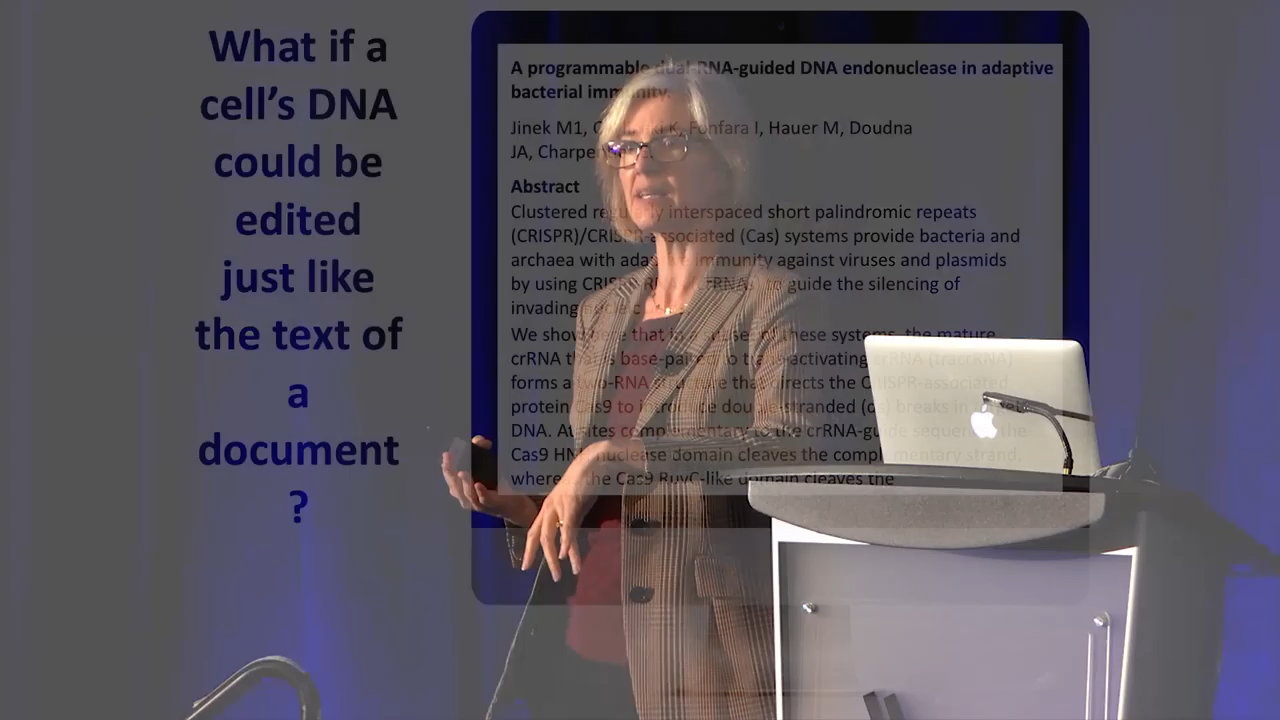 What if a
cell’s DNA
could be
edited
just like
the text of
a
document
?
A programmable dual-RNA-guided DNA endonuclease in adaptive
bacterial immunity.
Jinek M1, K, Fonfara I, Hauer M, Doudna
JA,
Abstract
Clustered regularly interspaced short palindromic repeats
(CRISPR)/CRISPR-associated (Cas) systems provide bacteria and
archaea with adaptive immunity against viruses and plasmids
by using CRISPR to guide the silencing of
invading
We show here that in a these systems, the mature
crRNA that is base-paired to trans-activating crRNA (tracrRNA)
forms a two-RNA structure that directs the CRISPR-associated
protein Cas9 to introduce double-stranded (ds) breaks in target
DNA. At sites complementary to the crRNA-guide sequence, the
Cas9 HNH nuclease domain cleaves the complementary strand,
whereas the Cas9 RuvC-like domain cleaves the